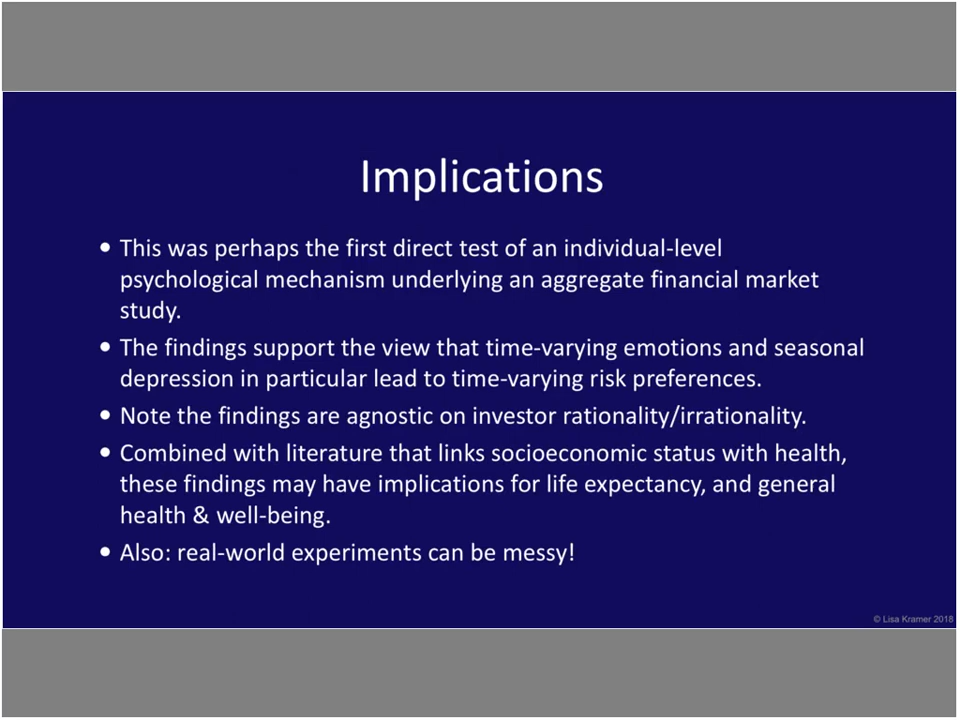 Implications
• This was perhaps the first direct test of an individual-level
psychological mechanism underlying an aggregate financial market
study.
• The findings support the view that time-varying emotions and seasonal
depression in particular lead to time-varying risk preferences.
• Note the findings are agnostic on investor rationality/irrationality.
• Combined with literature that links socioeconomic status with health,
these findings may have implications for life expectancy, and general
health & well-being.
• Also: real-world experiments can be messy!
© Lisa Kramer 2018